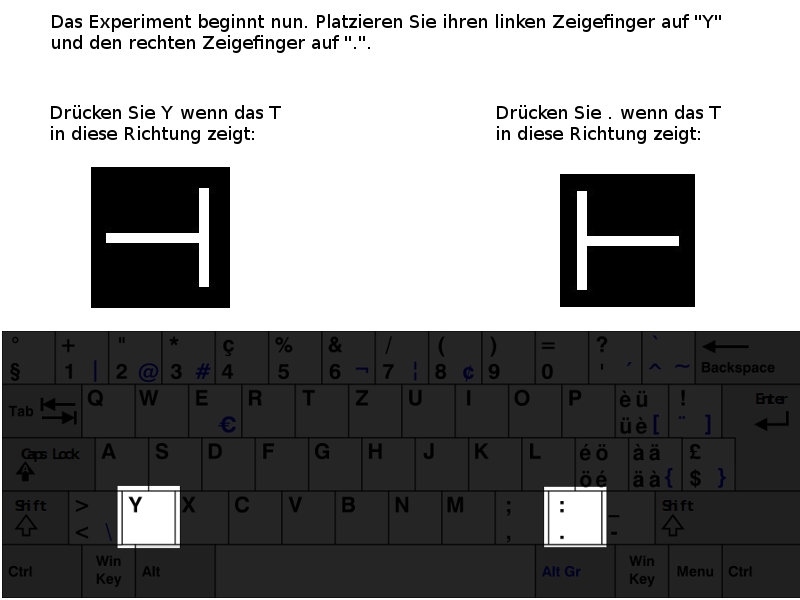 Das Experiment beginnt nun. Platzieren Sie ihren linken Zeigefinger auf "Y"
und den rechten Zeigefinger auf ".".
Drücken Sie Y wenn das T
in diese Richtung zeigt:
Drücken Sie . wenn das T
in diese Richtung zeigt:
° + " * ç % & / ( ) = ? `
§ 1 | 2 @ 3 # 4 5 6 ¬ 7 ¦ 8 ¢ 9 0 ' ´ ^ ~ Backspace
Tab Q W E R T Z U I O P è ü ! Enter
€ ü è [ ¨ ]
Caps Lock A S D F G H J K L é ö à ä £
A ö é ä à { $ }
Shift > Y X C V B N M ; : _ Shift
< \ , . -
Ctrl Win Key Alt Alt Gr Win Key Menu Ctrl